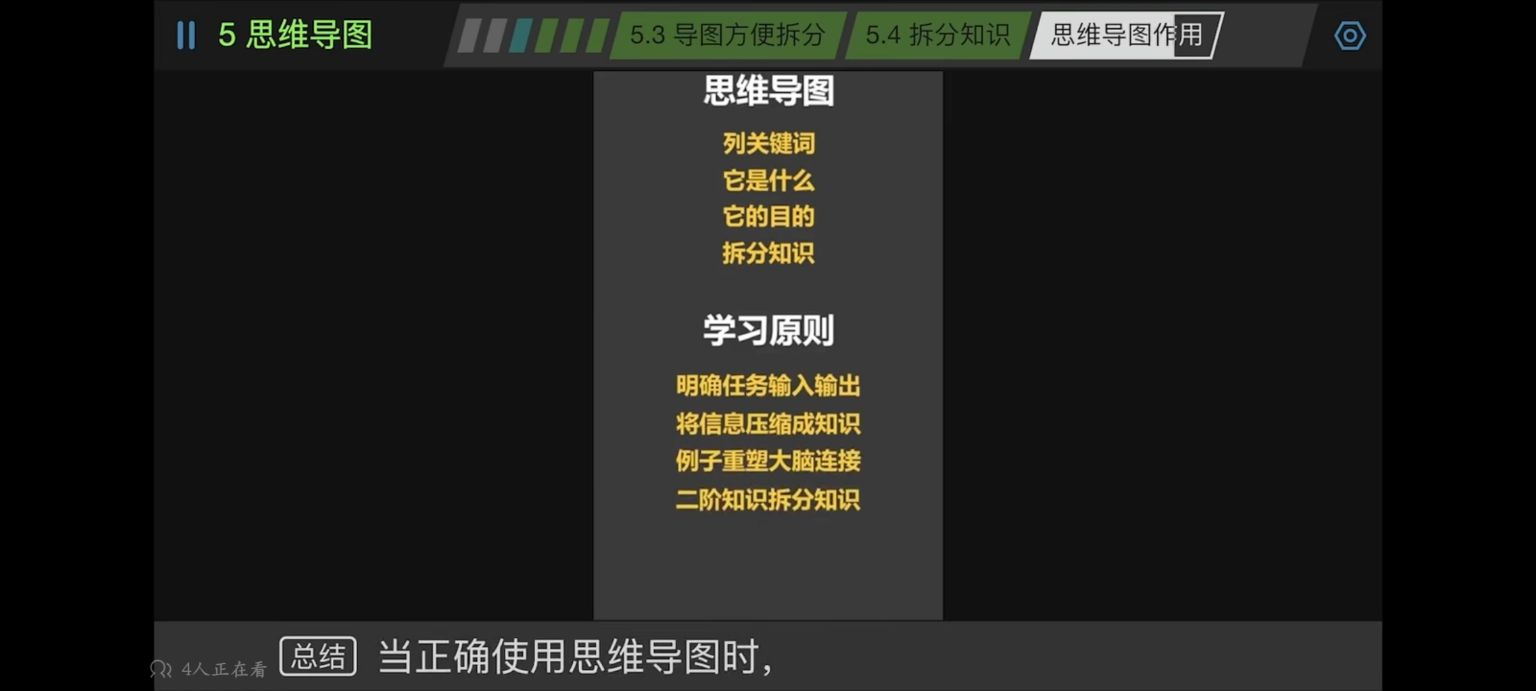 5 思维导图
5.3 导图方便拆分
5.4 拆分知识
思维导图作用
思维导图
列关键词
它是什么
它的目的
拆分知识
学习原则
明确任务输入输出
将信息压缩成知识
例子重塑大脑连接
二阶知识拆分知识
总结 当正确使用思维导图时，
4人正在看